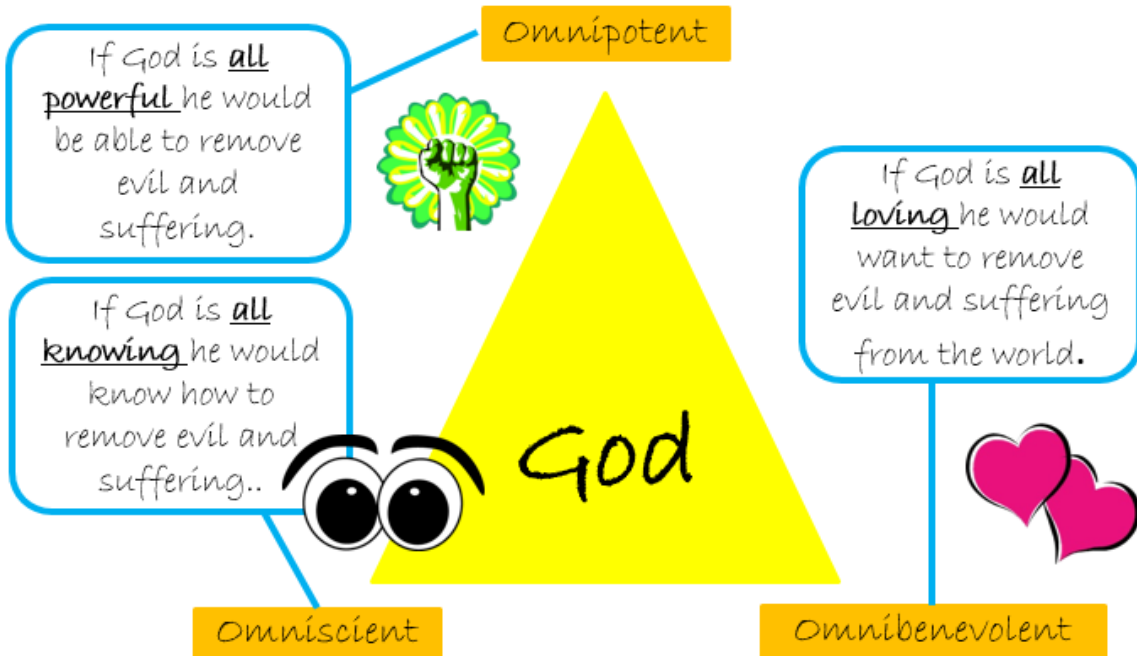 Omnipotent
If God is all
powerful he would
be able to remove
evil and
suffering.
If God is all
loving he would
want to remove
evil and suffering
from the world.
If God is all
knowing he would
know how to
remove evil and
suffering..
God
Omniscient
Omnibenevolent